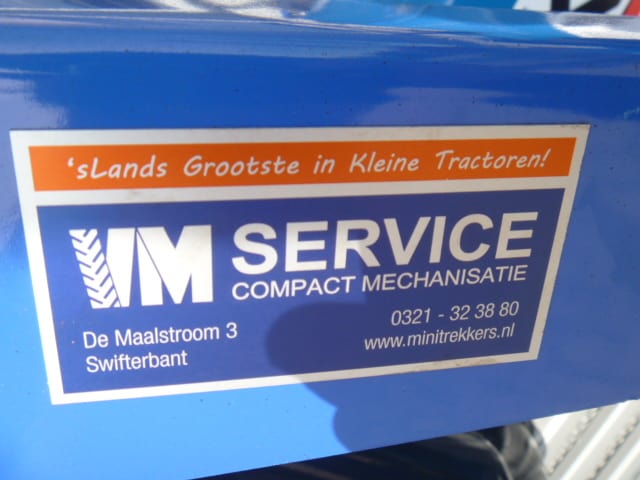 'sLands Grootste in Kleine Tractoren!
VM SERVICE
COMPACT MECHANISATIE
De Maalstroom 3
Swifterbant
0321 - 32 38 80
www.minitrekkers.nl